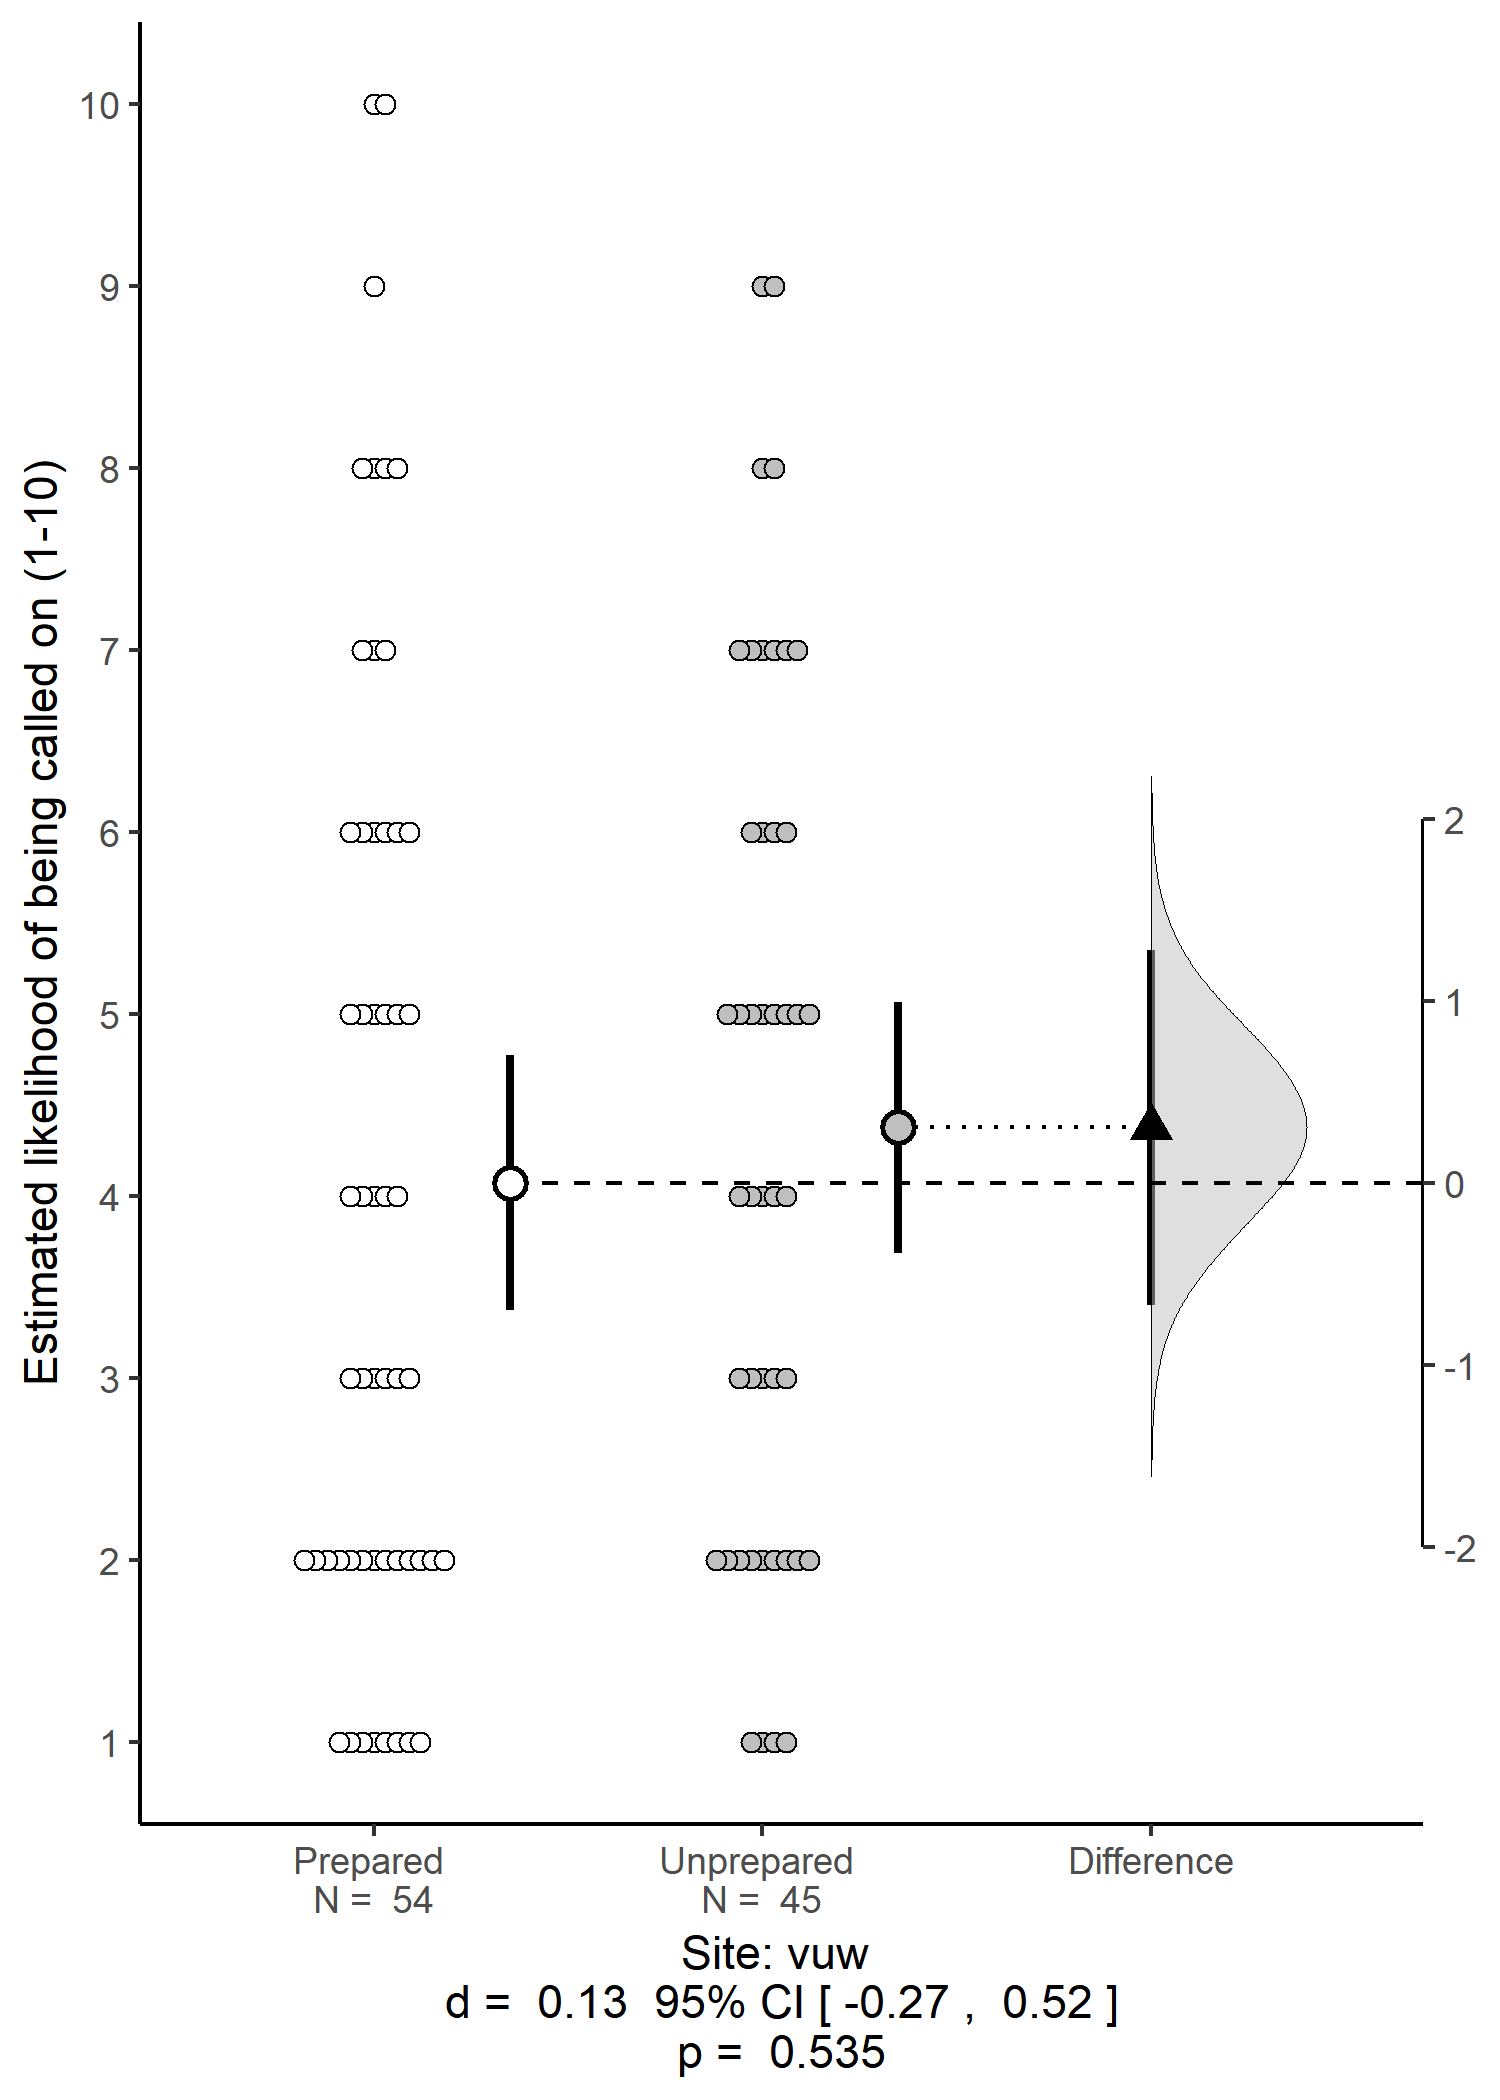 Estimated likelihood of being called on (1-10)
10
9
8
7
6
5
4
3
2
1
2
1
0
-1
-2
Prepared
N = 54
Unprepared
N = 45
Difference
Site: vuw
d = 0.13 95% CI [ -0.27 , 0.52 ]
p = 0.535